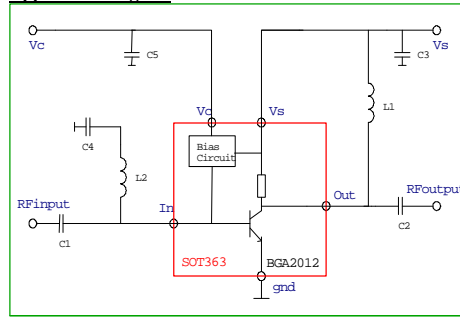 Vc
Vs
C5
C3
Vc
Vs
L1
C4
Bias
Circuit
L2
Out
RFoutput
RFinput
In
C1
C2
SOT363
BGA2012
gnd